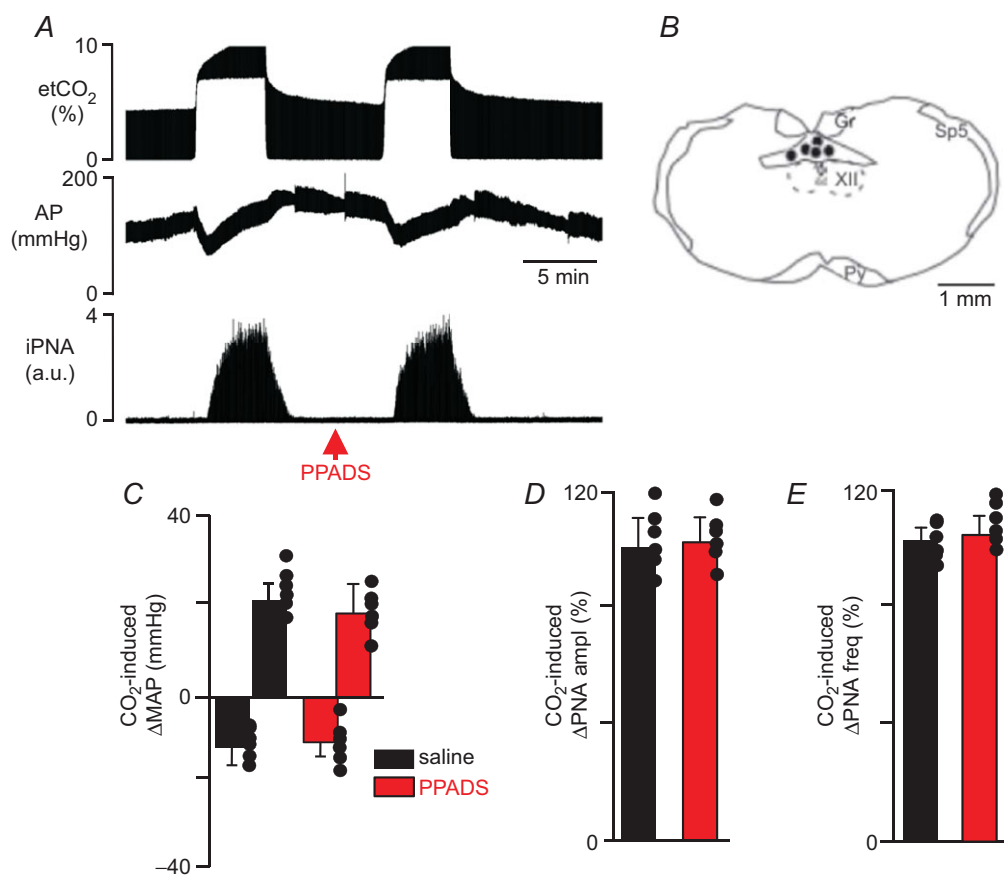 A
10
etCO2
(%)
0
200
AP
(mmHg)
0
5 min
4
iPNA
(a.u.)
0
PPADS
B
Gr
Sp5
XII
Py
1 mm
C
40
CO2-induced
ΔMAP (mmHg)
0
–40
saline
PPADS
D
120
CO2-induced
ΔPNA ampl (%)
0
E
120
CO2-induced
ΔPNA freq (%)
0